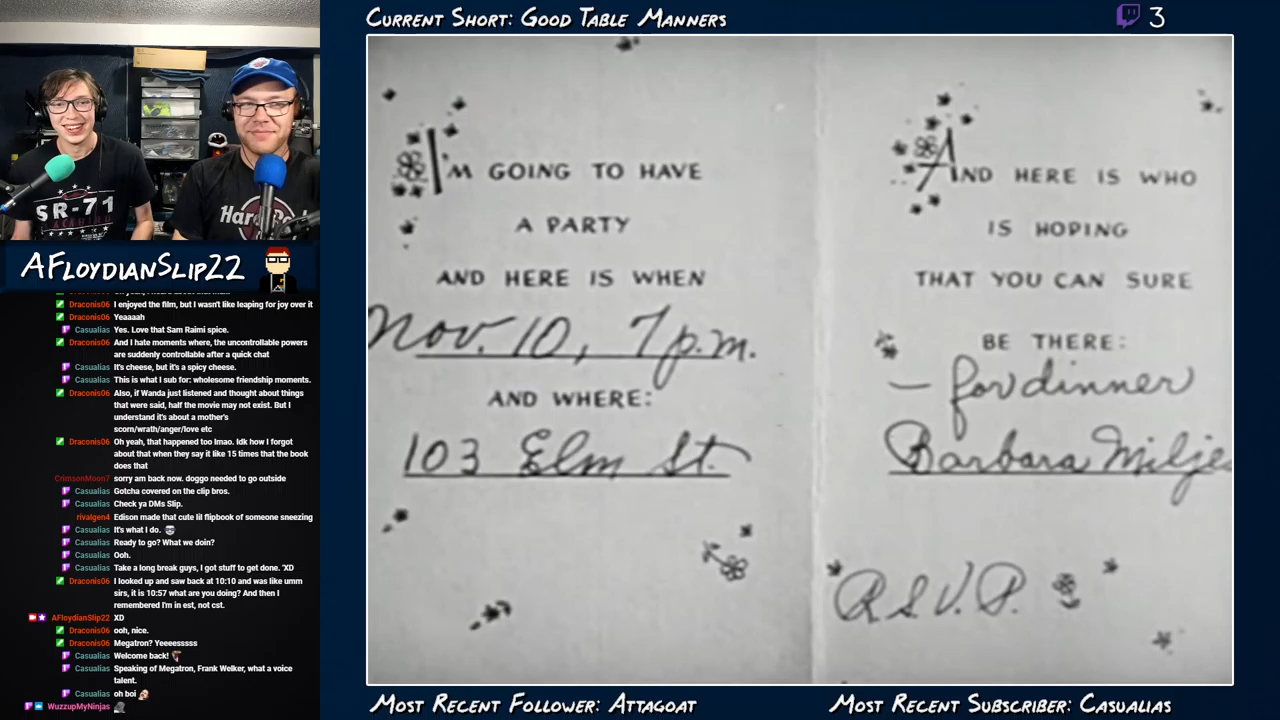 Current Short: Good Table Manners
3
SR-71
Hard Rock
AFloydianSlip22
Draconis06 I enjoyed the film, but I wasn't like leaping for joy over it
Draconis06 Yeaaaah
Casualias Yes. Love that Sam Raimi spice.
Draconis06 And I hate moments where, the uncontrollable powers
are suddenly controllable after a quick chat
Casualias It's cheese, but it's a spicy cheese.
Casualias This is what I sub for: wholesome friendship moments.
Draconis06 Also, if Wanda just listened and thought about things
that were said, half the movie may not exist. But I
understand it's about a mother's
scorn/wrath/anger/love etc
Draconis06 Oh yeah, that happened too lmao. Idk how I forgot
about that when they say it like 15 times that the book
does that
CrimsonMoon7 sorry am back now. doggo needed to go outside
Casualias Gotcha covered on the clip bros.
Casualias Check ya DMs Slip.
rivalgen4 Edison made that cute lil flipbook of someone sneezing
Casualias It's what I do.
Casualias Ready to go? What we doin?
Casualias Ooh.
Casualias Take a long break guys, I got stuff to get done. 'XD
Draconis06 I looked up and saw back at 10:10 and was like umm
sirs, it is 10:57 what are you doing? And then I
remembered I'm in est, not cst.
AFloydianSlip22 XD
Draconis06 ooh, nice.
Draconis06 Megatron? Yeeeesssss
Casualias Welcome back!
Casualias Speaking of Megatron, Frank Welker, what a voice
talent.
Casualias oh boi
WuzzupMyNinjas
I'M GOING TO HAVE
A PARTY
AND HERE IS WHEN
Nov. 10, 7 p.m.
AND WHERE:
103 Elm St.
AND HERE IS WHO
IS HOPING
THAT YOU CAN SURE
BE THERE:
— for dinner
Barbara Miljes
R.S.V.P.
Most Recent Follower: Attagoat
Most Recent Subscriber: Casualias